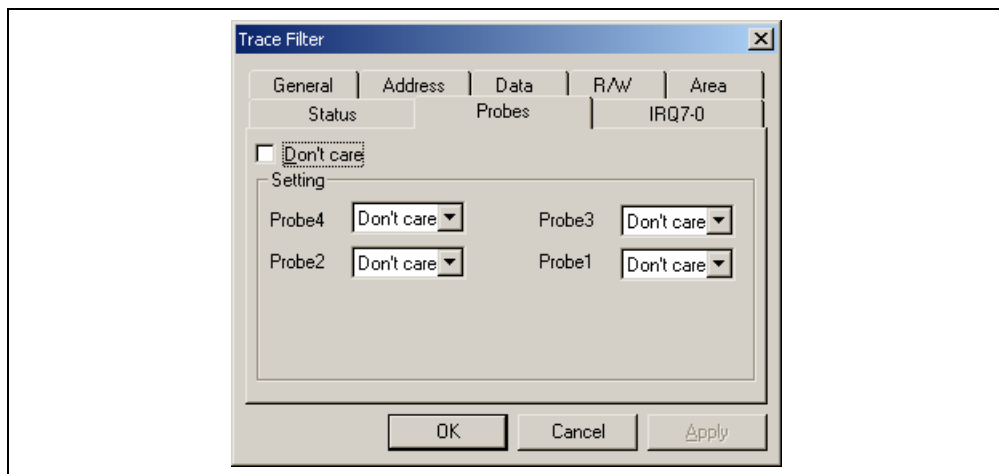 Trace Filter
General Address Data R/W Area
Status Probes IRQ7-0
Don't care
Setting
Probe4 Don't care Probe3 Don't care
Probe2 Don't care Probe1 Don't care
OK Cancel Apply